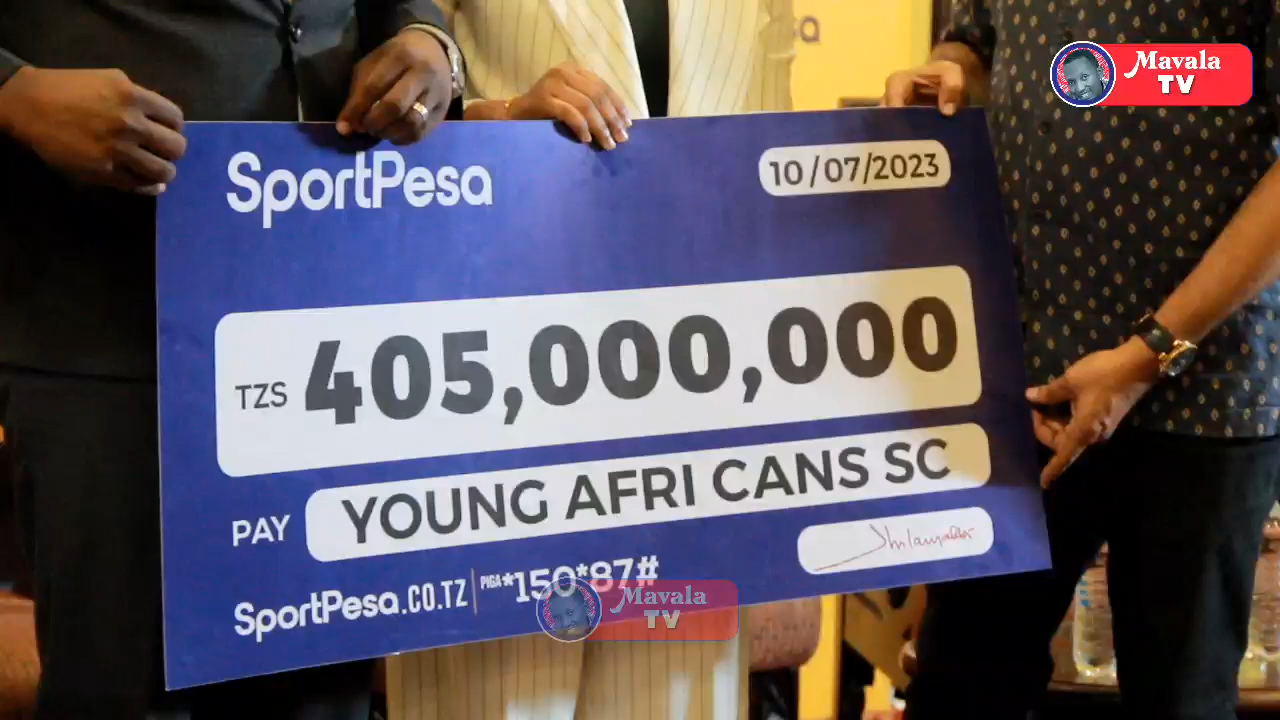 Mavala
TV
SportPesa
10/07/2023
TZS 405,000,000
PAY YOUNG AFRI CANS SC
SportPesa.CO.TZ PIGA*150*87#
Mavala
TV